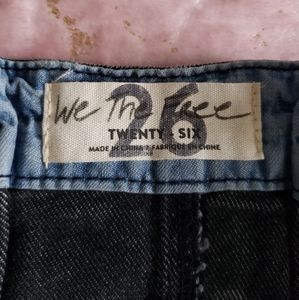 We The Free
26
TWENTY - SIX
MADE IN CHINA / FABRIQUÉ EN CHINE